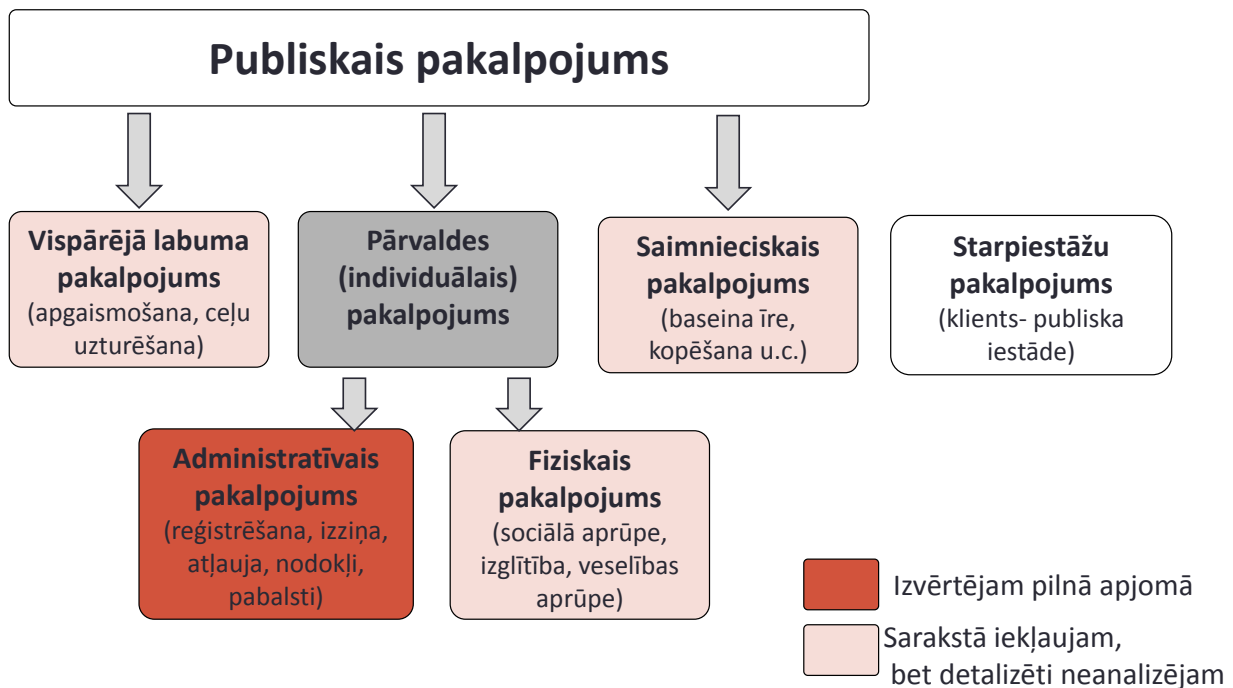 Publiskais pakalpojums
Vispārējā labuma
pakalpojums
(apgaismošana, ceļu
uzturēšana)
Pārvaldes
(individuālais)
pakalpojums
Saimnieciskais
pakalpojums
(baseina īre,
kopēšana u.c.)
Starpiestāžu
pakalpojums
(klients- publiska
iestāde)
Administratīvais
pakalpojums
(reģistrēšana, izziņa,
atļauja, nodokļi,
pabalsti)
Fiziskais
pakalpojums
(sociālā aprūpe,
izglītība, veselības
aprūpe)
Izvērtējam pilnā apjomā
Sarakstā iekļaujam,
bet detalizēti neanalizējam